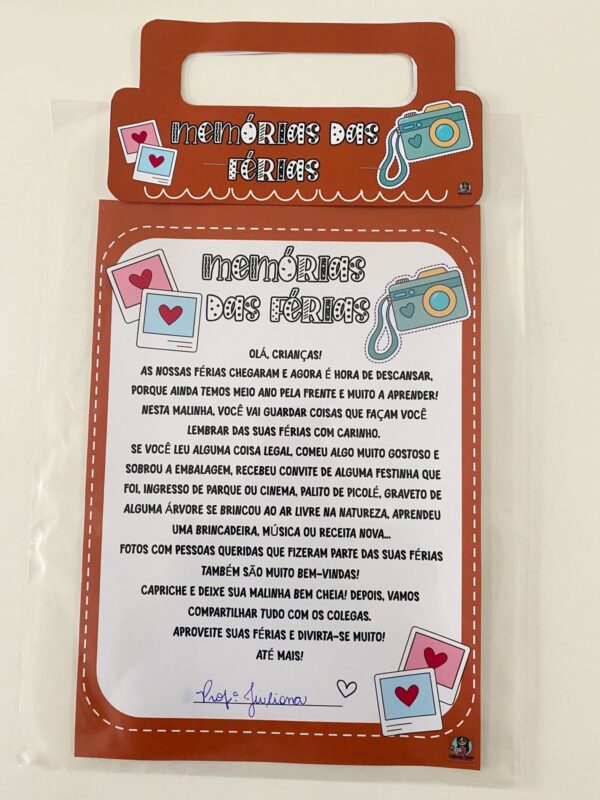 MEMÓRIAS DAS
FÉRIAS
MEMÓRIAS
DAS FÉRIAS
OLÁ, CRIANÇAS!
AS NOSSAS FÉRIAS CHEGARAM E AGORA É HORA DE DESCANSAR,
PORQUE AINDA TEMOS MEIO ANO PELA FRENTE E MUITO A APRENDER!
NESTA MALINHA, VOCÊ VAI GUARDAR COISAS QUE FAÇAM VOCÊ
LEMBRAR DAS SUAS FÉRIAS COM CARINHO.
SE VOCÊ LEU ALGUMA COISA LEGAL, COMEU ALGO MUITO GOSTOSO E
SOBROU A EMBALAGEM, RECEBEU CONVITE DE ALGUMA FESTINHA QUE
FOI, INGRESSO DE PARQUE OU CINEMA, PALITO DE PICOLÉ, GRAVETO DE
ALGUMA ÁRVORE SE BRINCOU AO AR LIVRE NA NATUREZA, APRENDEU
UMA BRINCADEIRA, MÚSICA OU RECEITA NOVA...
FOTOS COM PESSOAS QUERIDAS QUE FIZERAM PARTE DAS SUAS FÉRIAS
TAMBÉM SÃO MUITO BEM-VINDAS!
CAPRICHE E DEIXE SUA MALINHA BEM CHEIA! DEPOIS, VAMOS
COMPARTILHAR TUDO COM OS COLEGAS.
APROVEITE SUAS FÉRIAS E DIVIRTA-SE MUITO!
ATÉ MAIS!
Profª Juliana